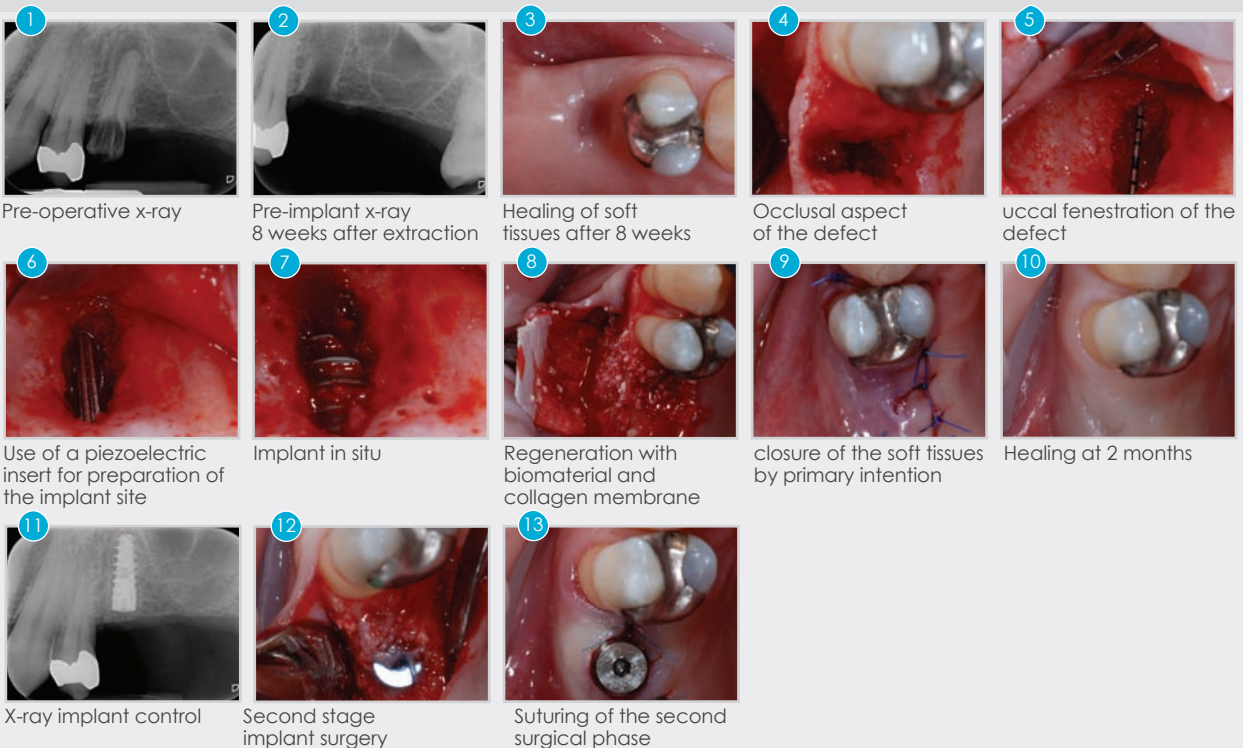 1
2
3
4
5
Pre-operative x-ray
Pre-implant x-ray
8 weeks after extraction
Healing of soft
tissues after 8 weeks
Occlusal aspect
of the defect
uccal fenestration of the
defect
6
7
8
9
10
Use of a piezoelectric
insert for preparation of
the implant site
Implant in situ
Regeneration with
biomaterial and
collagen membrane
closure of the soft tissues
by primary intention
Healing at 2 months
11
12
13
X-ray implant control
Second stage
implant surgery
Suturing of the second
surgical phase